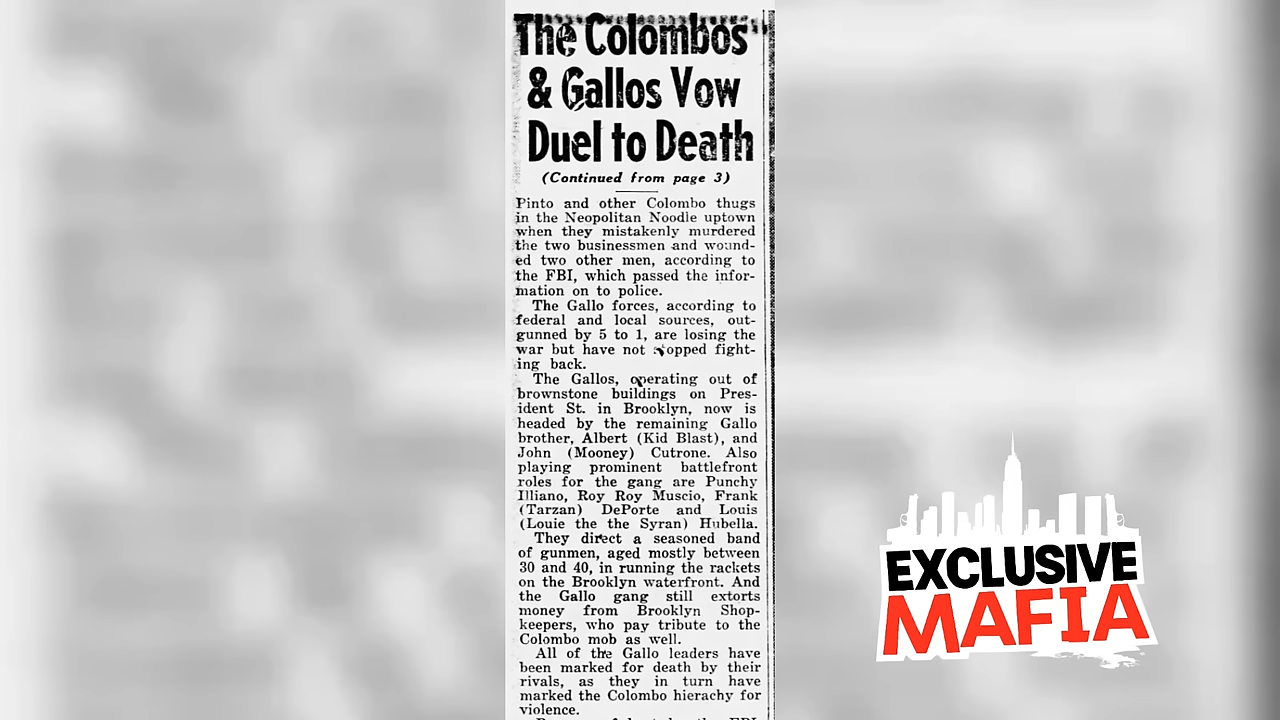 The Colombos
& Gallos Vow
Duel to Death
(Continued from page 3)
Pinto and other Colombo thugs
in the Neopolitan Noodle uptown
when they mistakenly murdered
the two businessmen and wound-
ed two other men, according to
the FBI, which passed the infor-
mation on to police.
The Gallo forces, according to
federal and local sources, out-
gunned by 5 to 1, are losing the
war but have not stopped fight-
ing back.
The Gallos, operating out of
brownstone buildings on Pres-
ident St. in Brooklyn, now is
headed by the remaining Gallo
brother, Albert (Kid Blast), and
John (Mooney) Cutrone. Also
playing prominent battlefront
roles for the gang are Punchy
Illiano, Roy Roy Muscio, Frank
(Tarzan) DePorte and Louis
(Louie the the Syran) Hubella.
They direct a seasoned band
of gunmen, aged mostly between
30 and 40, in running the rackets
on the Brooklyn waterfront. And
the Gallo gang still extorts
money from Brooklyn Shop-
keepers, who pay tribute to the
Colombo mob as well.
All of the Gallo leaders have
been marked for death by their
rivals, as they in turn have
marked the Colombo hierachy for
violence.
EXCLUSIVE
MAFIA